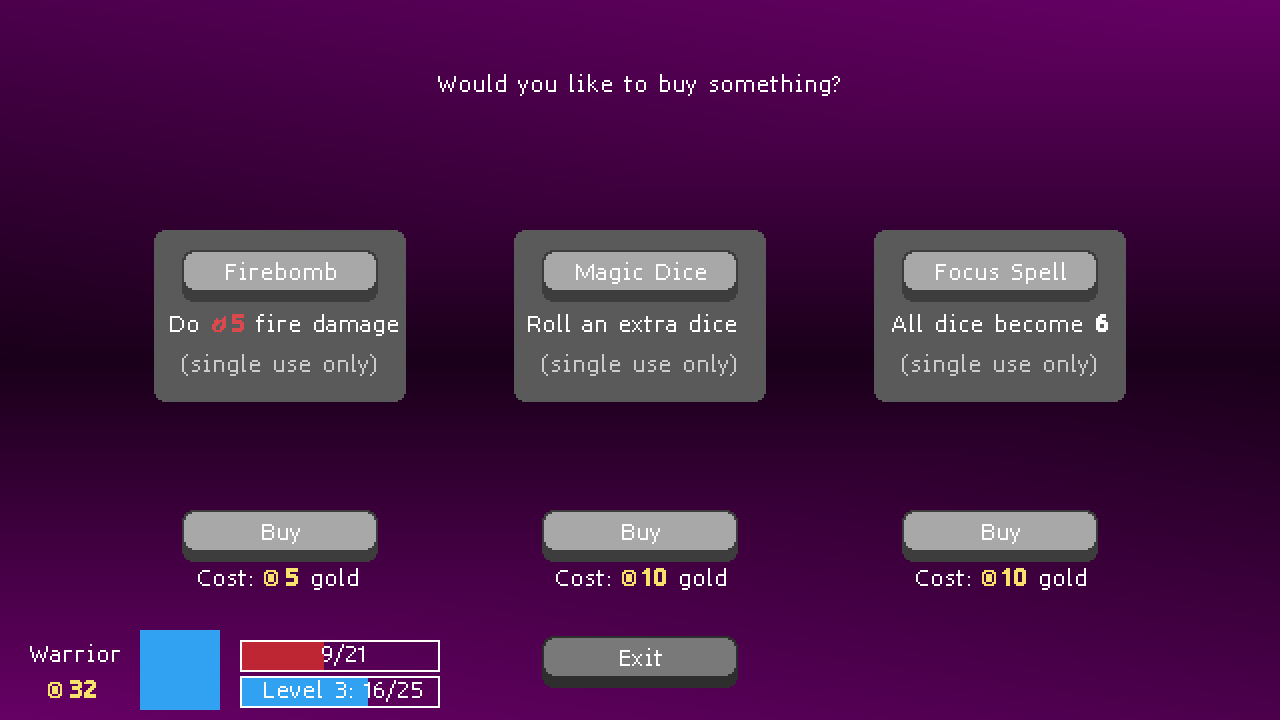 Would you like to buy something?
Firebomb
Do 5 fire damage
(single use only)
Magic Dice
Roll an extra dice
(single use only)
Focus Spell
All dice become 6
(single use only)
Buy
Cost: 5 gold
Buy
Cost: 10 gold
Buy
Cost: 10 gold
Warrior
32
9/21
Level 3: 16/25
Exit